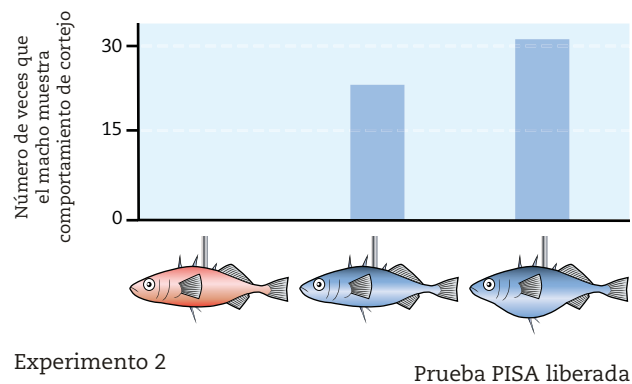 Número de veces que
el macho muestra
comportamiento de cortejo
30
15
0
Experimento 2
Prueba PISA liberada